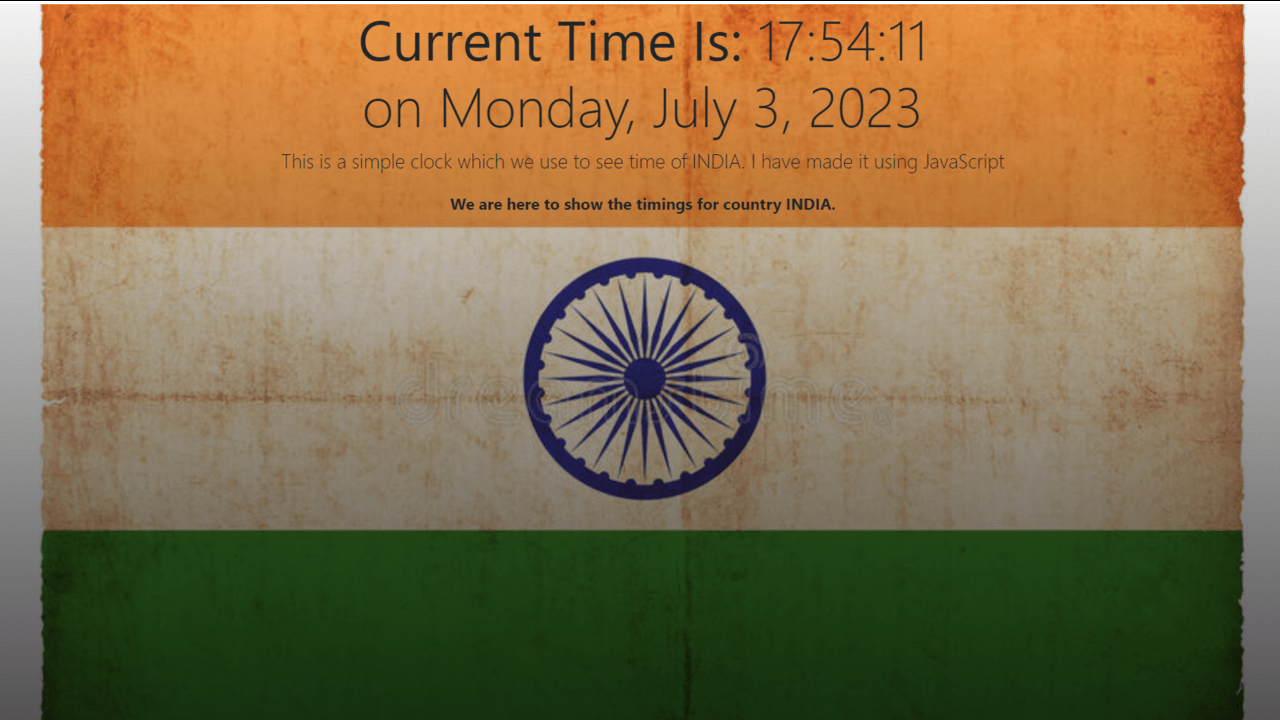 Current Time Is: 17:54:11
on Monday, July 3, 2023
This is a simple clock which we use to see time of INDIA. I have made it using JavaScript
We are here to show the timings for country INDIA.